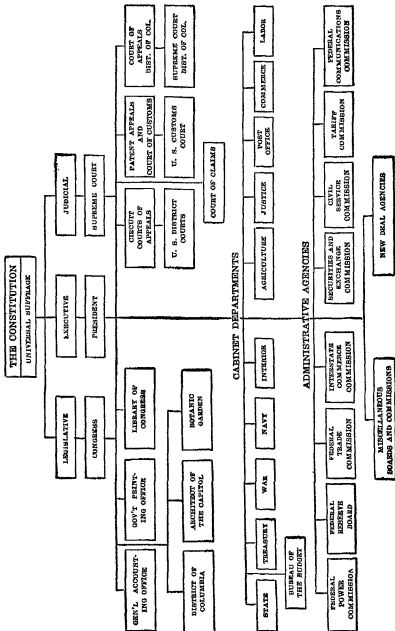 THE CONSTITUTION
UNIVERSAL SUFFRAGE
LEGISLATIVE
EXECUTIVE
JUDICIAL
CONGRESS
PRESIDENT
SUPREME COURT
GEN'L ACCOUNT-
ING OFFICE
GOV'T PRINT-
ING OFFICE
LIBRARY OF
CONGRESS
CIRCUIT
COURTS OF
APPEALS
PATENT APPEALS
AND
COURT OF CUSTOMS
COURT OF
APPEALS
DIST. OF COL.
DISTRICT OF
COLUMBIA
ARCHITECT OF
THE CAPITOL
BOTANIC
GARDEN
U. S. DISTRICT
COURTS
U. S. CUSTOMS
COURT
SUPREME COURT
DIST. OF COL.
COURT OF CLAIMS
CABINET DEPARTMENTS
STATE
TREASURY
WAR
NAVY
INTERIOR
AGRICULTURE
JUSTICE
POST
OFFICE
COMMERCE
LABOR
BUREAU OF
THE BUDGET
ADMINISTRATIVE AGENCIES
FEDERAL
POWER
COMMISSION
FEDERAL
RESERVE
BOARD
FEDERAL
TRADE
COMMISSION
INTERSTATE
COMMERCE
COMMISSION
SECURITIES AND
EXCHANGE
COMMISSION
CIVIL
SERVICE
COMMISSION
TARIFF
COMMISSION
FEDERAL
COMMUNICATIONS
COMMISSION
MISCELLANEOUS
BOARDS AND COMMISSIONS
NEW DEAL AGENCIES